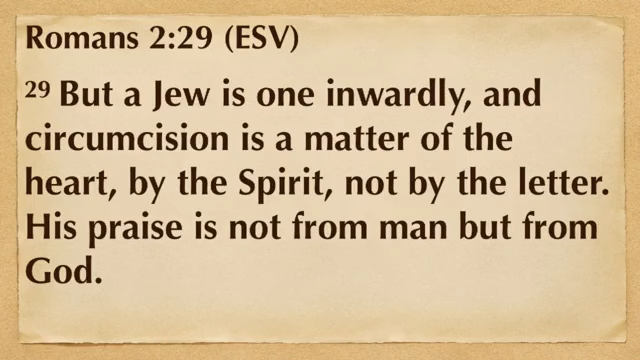 Romans 2:29 (ESV)
29 But a Jew is one inwardly, and
circumcision is a matter of the
heart, by the Spirit, not by the letter.
His praise is not from man but from
God.